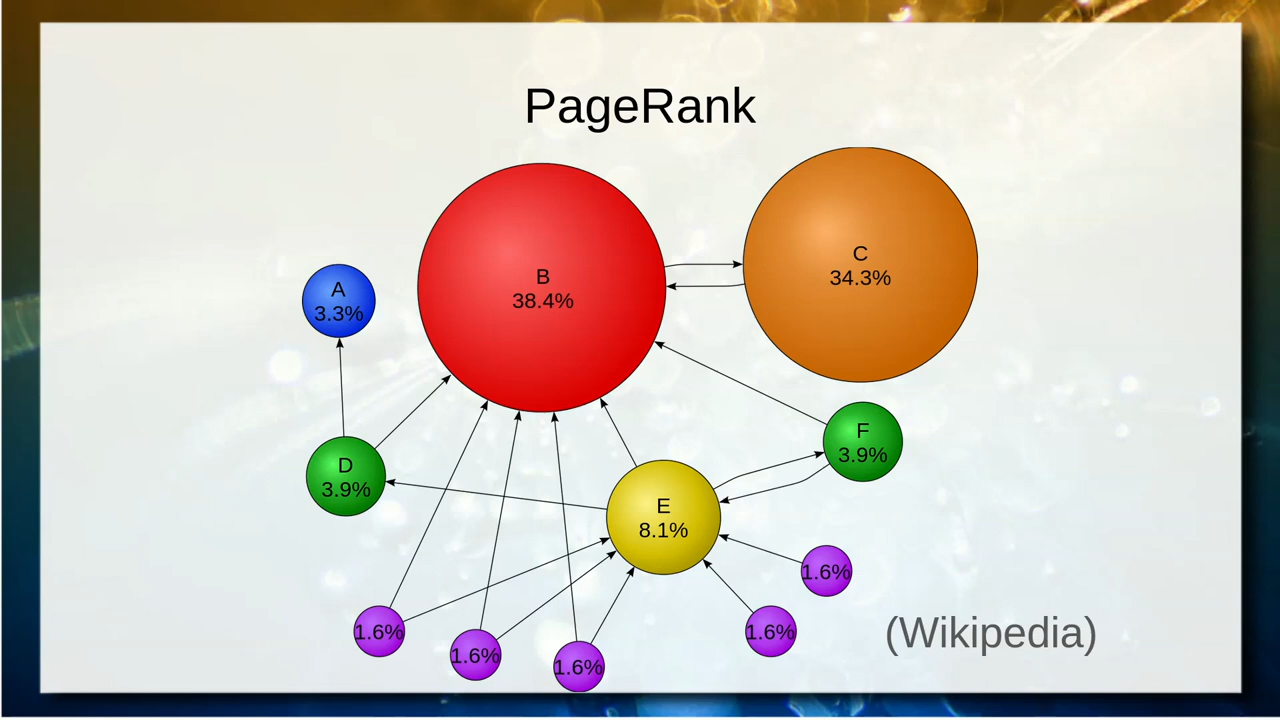 PageRank
B
38.4%
C
34.3%
A
3.3%
D
3.9%
E
8.1%
F
3.9%
1.6%
1.6%
1.6%
1.6%
1.6%
(Wikipedia)